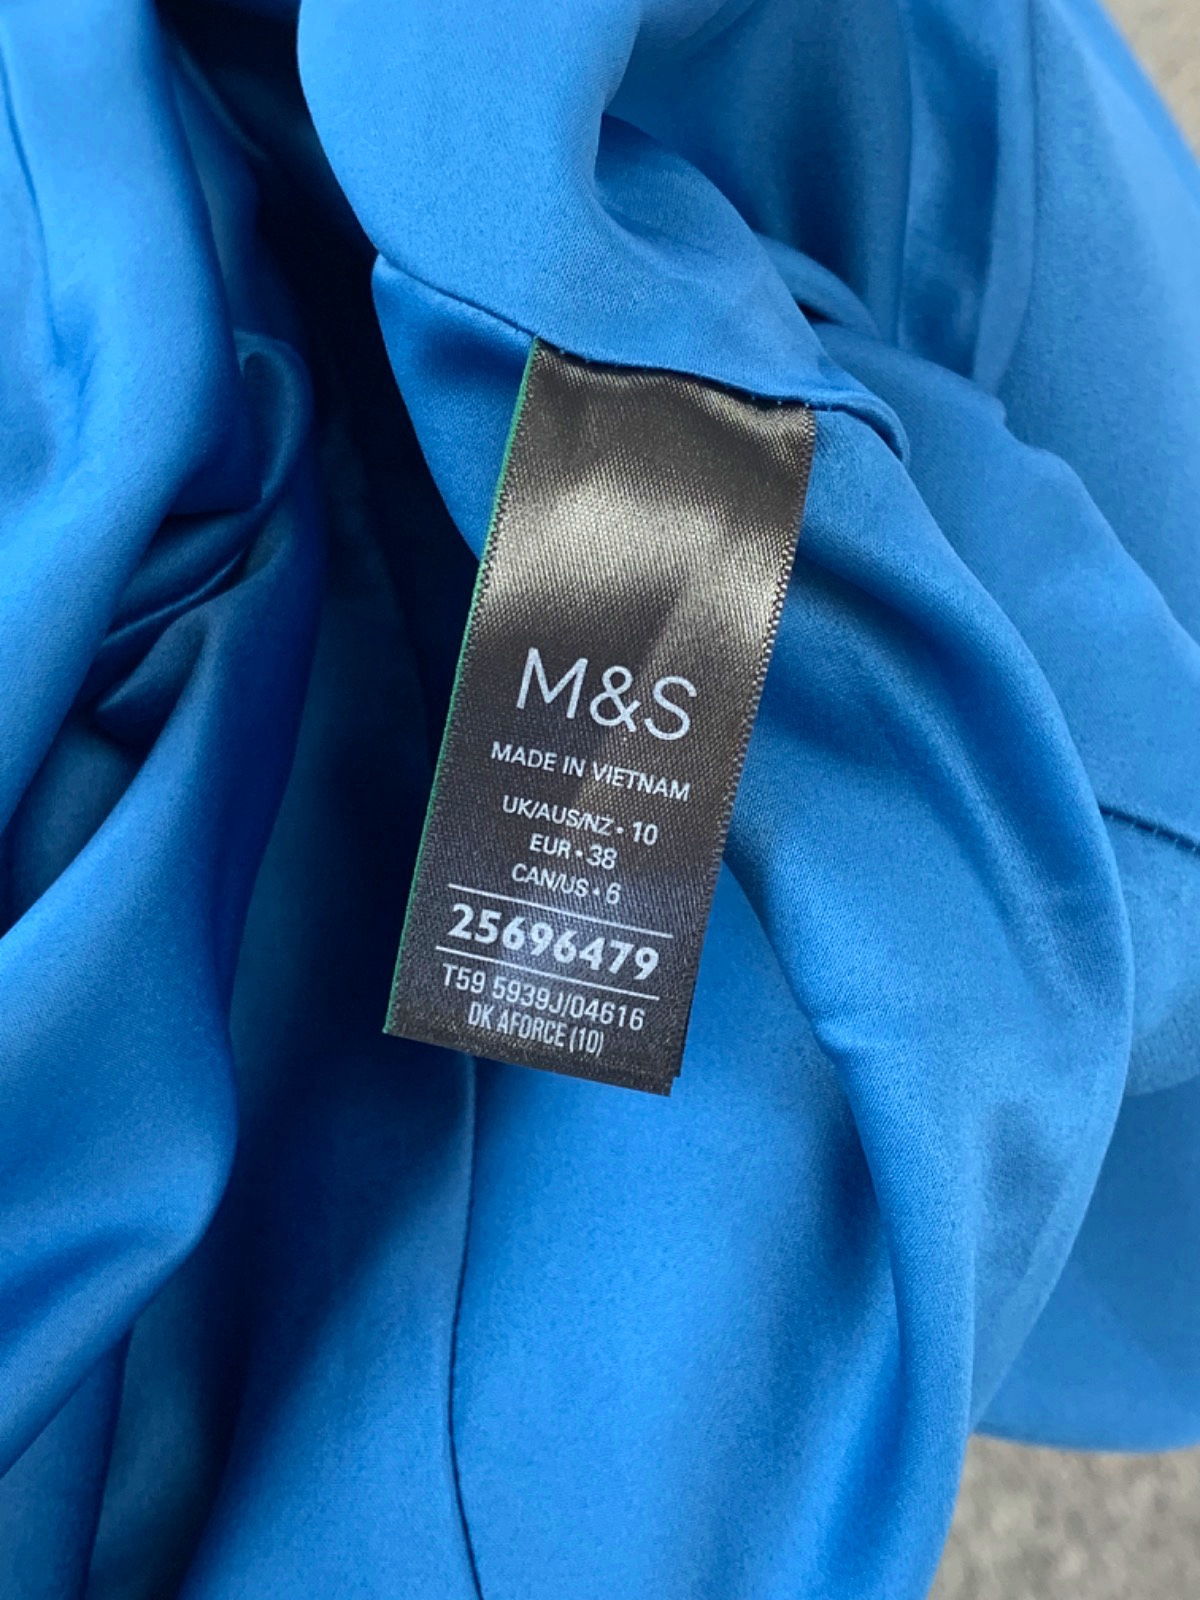 M&S
MADE IN VIETNAM
UK/AUS/NZ • 10
EUR • 38
CAN/US • 6
25696479
T59 5939J/04616
DK AFORCE (10)